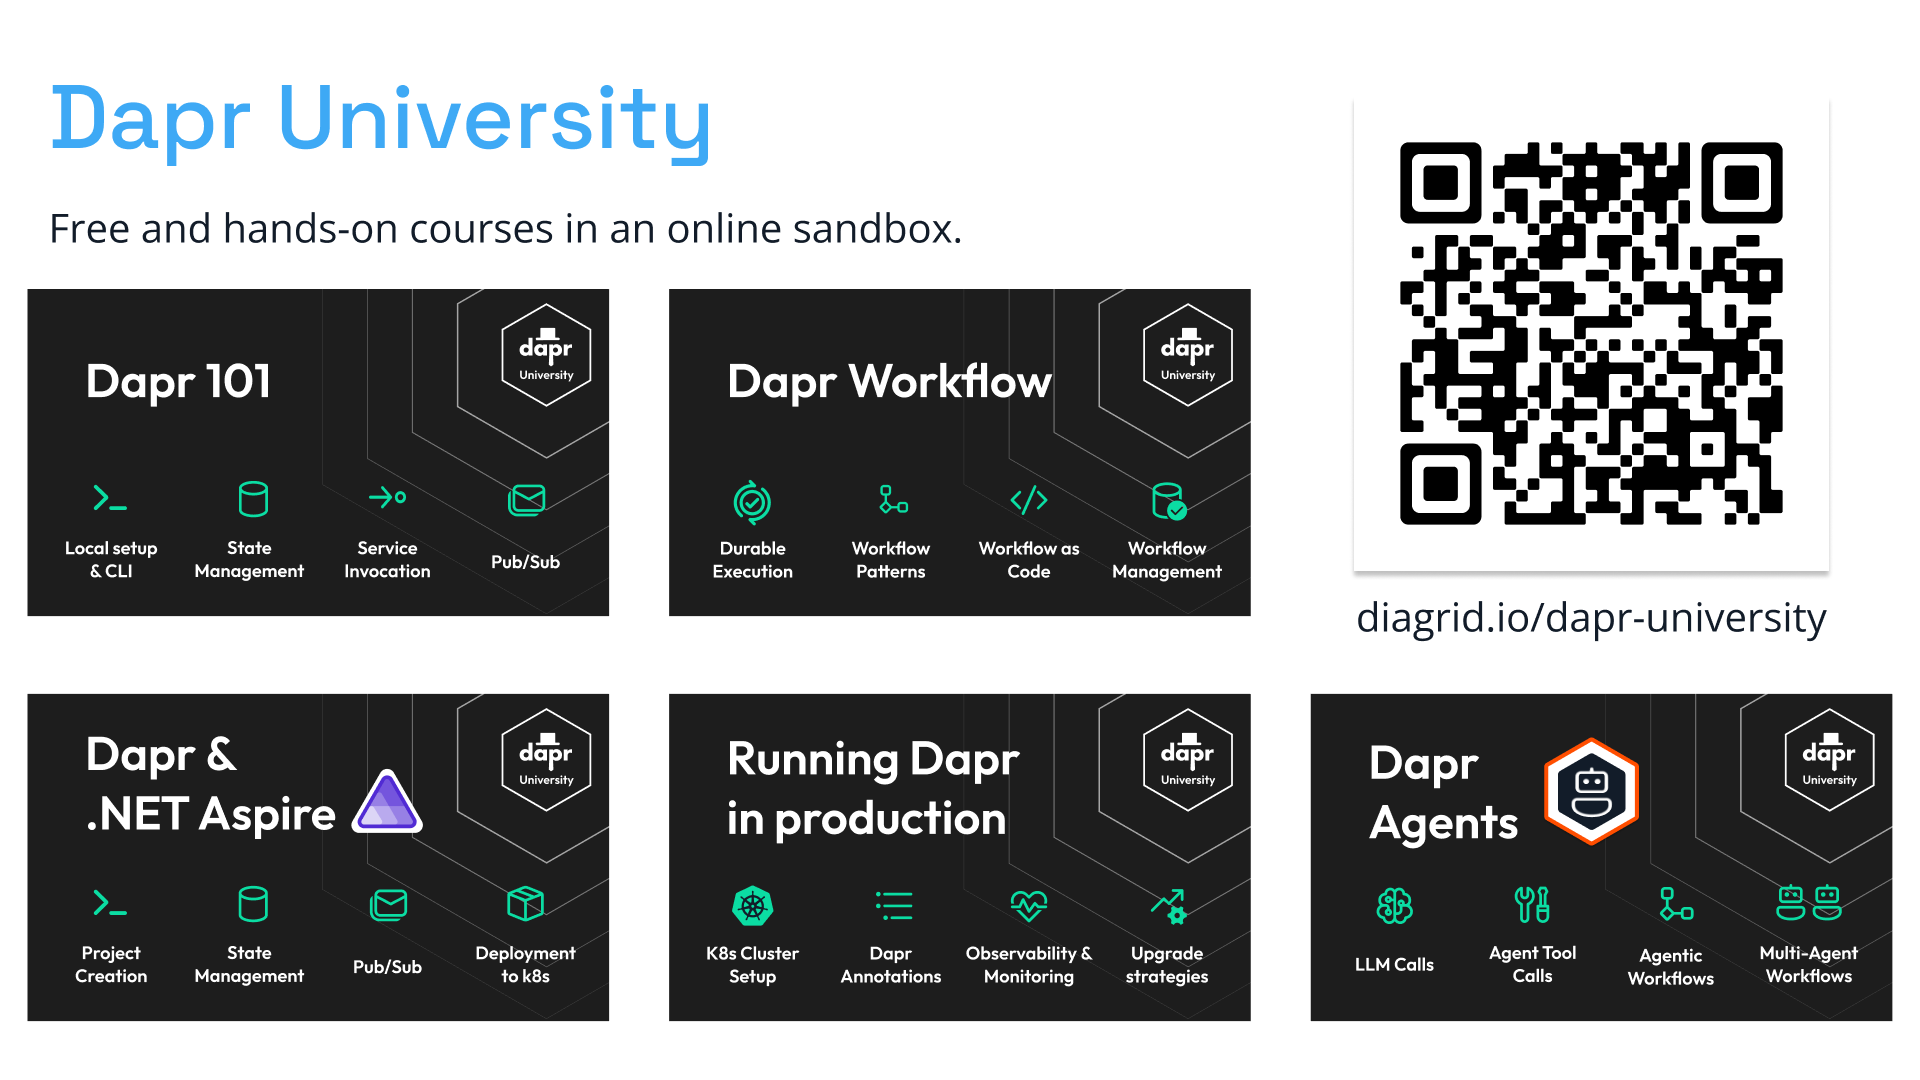 Dapr University
Free and hands-on courses in an online sandbox.
Dapr 101
dapr
University
Local setup
& CLI
State
Management
Service
Invocation
Pub/Sub
Dapr Workflow
dapr
University
Durable
Execution
Workflow
Patterns
Workflow as
Code
Workflow
Management
diagrid.io/dapr-university
Dapr &
.NET Aspire
dapr
University
Project
Creation
State
Management
Pub/Sub
Deployment
to k8s
Running Dapr
in production
dapr
University
K8s Cluster
Setup
Dapr
Annotations
Observability &
Monitoring
Upgrade
strategies
Dapr
Agents
dapr
University
LLM Calls
Agent Tool
Calls
Agentic
Workflows
Multi-Agent
Workflows